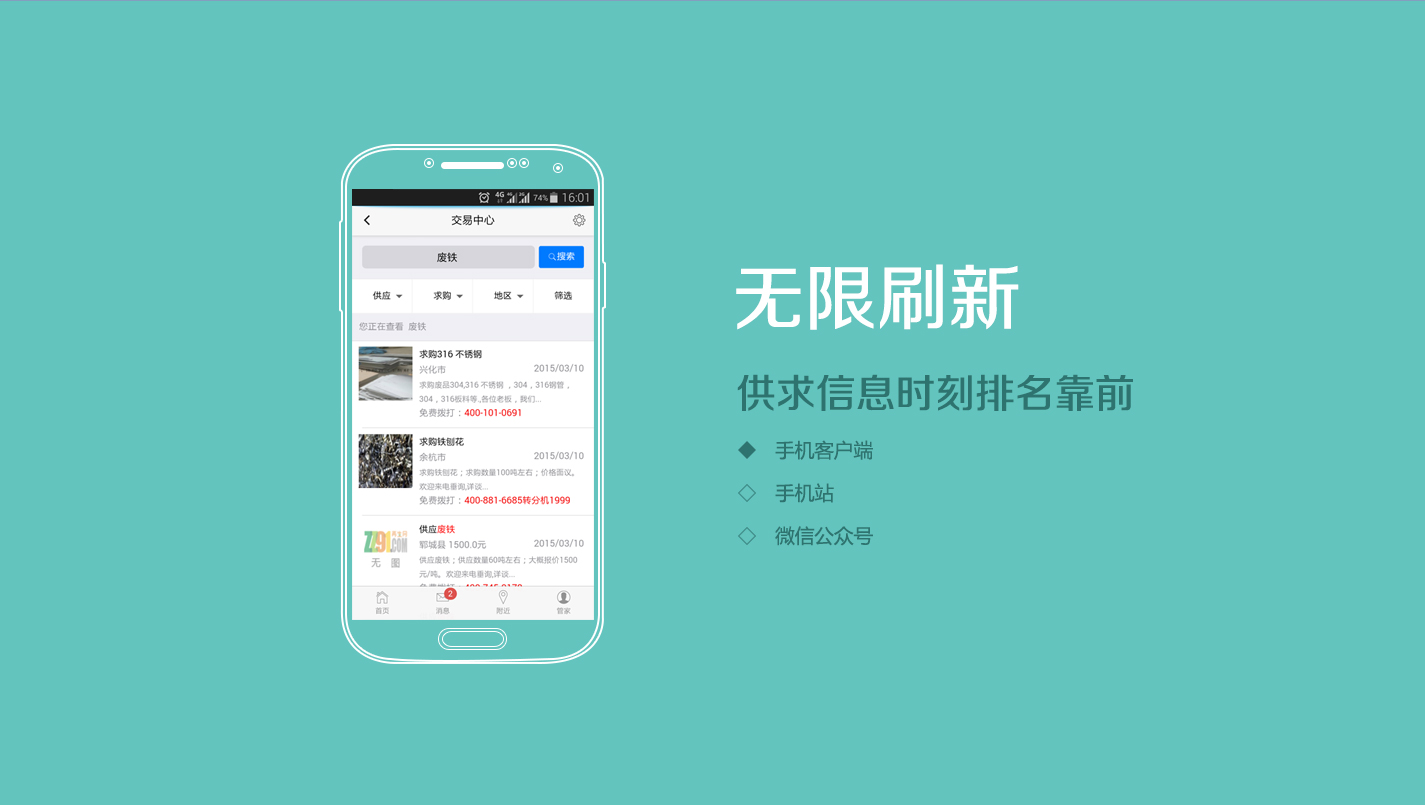 4G 4G 3G 74% 16:01
交易中心
废铁 搜索
供应 求购 地区 筛选
您正在查看 废铁
求购316 不锈钢
兴化市 2015/03/10
求购废品304,316 不锈钢 ，304，316钢管，
304，316板料等.,各位老板，我们...
免费拨打：400-101-0691
求购铁刨花
余杭市 2015/03/10
求购铁刨花；求购数量100吨左右；价格面议。
欢迎来电垂询,详谈...
免费拨打：400-881-6685转分机1999
供应废铁
Z791.COM
无 图
郓城县 1500.0元 2015/03/10
供应废铁；供应数量60吨左右；大概报价1500
元/吨。欢迎来电垂询,详谈...
2
首页 消息 附近 管家
无限刷新
供求信息时刻排名靠前
手机客户端
手机站
微信公众号